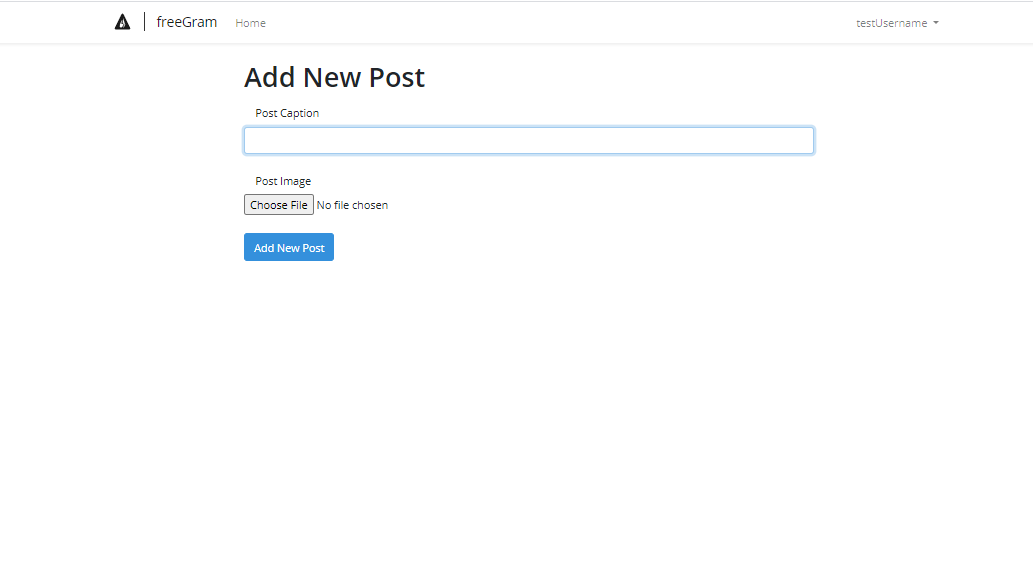 freeGram Home testUsername
Add New Post
Post Caption
Post Image
Choose File No file chosen
Add New Post